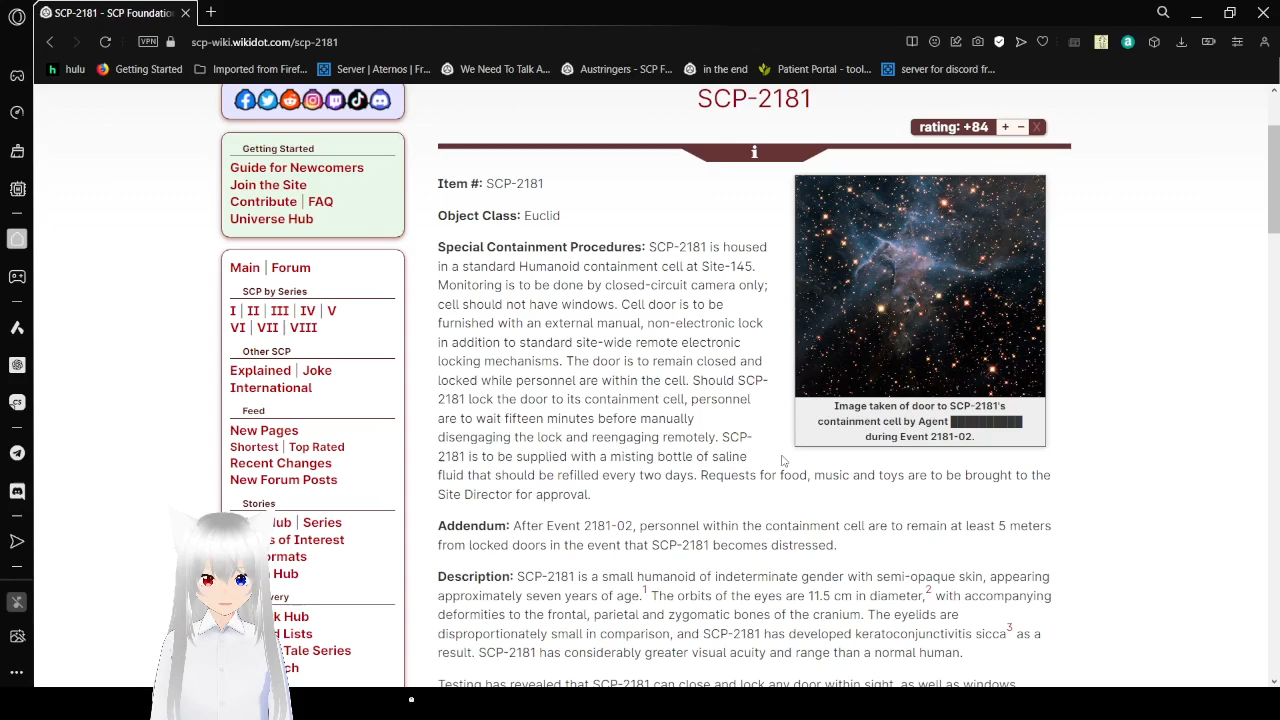 SCP-2181 - SCP Foundation
scp-wiki.wikidot.com/scp-2181
VPN
hulu
Getting Started
Imported from Firef...
Server | Aternos | Fr...
We Need To Talk A...
Austringers - SCP F...
in the end
Patient Portal - tool...
server for discord fr...
SCP-2181
rating: +84 + – X
Getting Started
Guide for Newcomers
Join the Site
Contribute | FAQ
Universe Hub
Main | Forum
SCP by Series
I | II | III | IV | V
VI | VII | VIII
Other SCP
Explained | Joke
International
Feed
New Pages
Shortest | Top Rated
Recent Changes
New Forum Posts
Stories
Hub | Series
s of Interest
ormats
Hub
very
k Hub
d Lists
Tale Series
ch
Item #: SCP-2181
Object Class: Euclid
Special Containment Procedures: SCP-2181 is housed
in a standard Humanoid containment cell at Site-145.
Monitoring is to be done by closed-circuit camera only;
cell should not have windows. Cell door is to be
furnished with an external manual, non-electronic lock
in addition to standard site-wide remote electronic
locking mechanisms. The door is to remain closed and
locked while personnel are within the cell. Should SCP-
2181 lock the door to its containment cell, personnel
are to wait fifteen minutes before manually
disengaging the lock and reengaging remotely. SCP-
2181 is to be supplied with a misting bottle of saline
fluid that should be refilled every two days. Requests for food, music and toys are to be brought to the
Site Director for approval.
Image taken of door to SCP-2181's
containment cell by Agent ██████████
during Event 2181-02.
Addendum: After Event 2181-02, personnel within the containment cell are to remain at least 5 meters
from locked doors in the event that SCP-2181 becomes distressed.
Description: SCP-2181 is a small humanoid of indeterminate gender with semi-opaque skin, appearing
approximately seven years of age.1 The orbits of the eyes are 11.5 cm in diameter,2 with accompanying
deformities to the frontal, parietal and zygomatic bones of the cranium. The eyelids are
disproportionately small in comparison, and SCP-2181 has developed keratoconjunctivitis sicca3 as a
result. SCP-2181 has considerably greater visual acuity and range than a normal human.
Testing has revealed that SCP-2181 can close and lock any door within sight, as well as windows